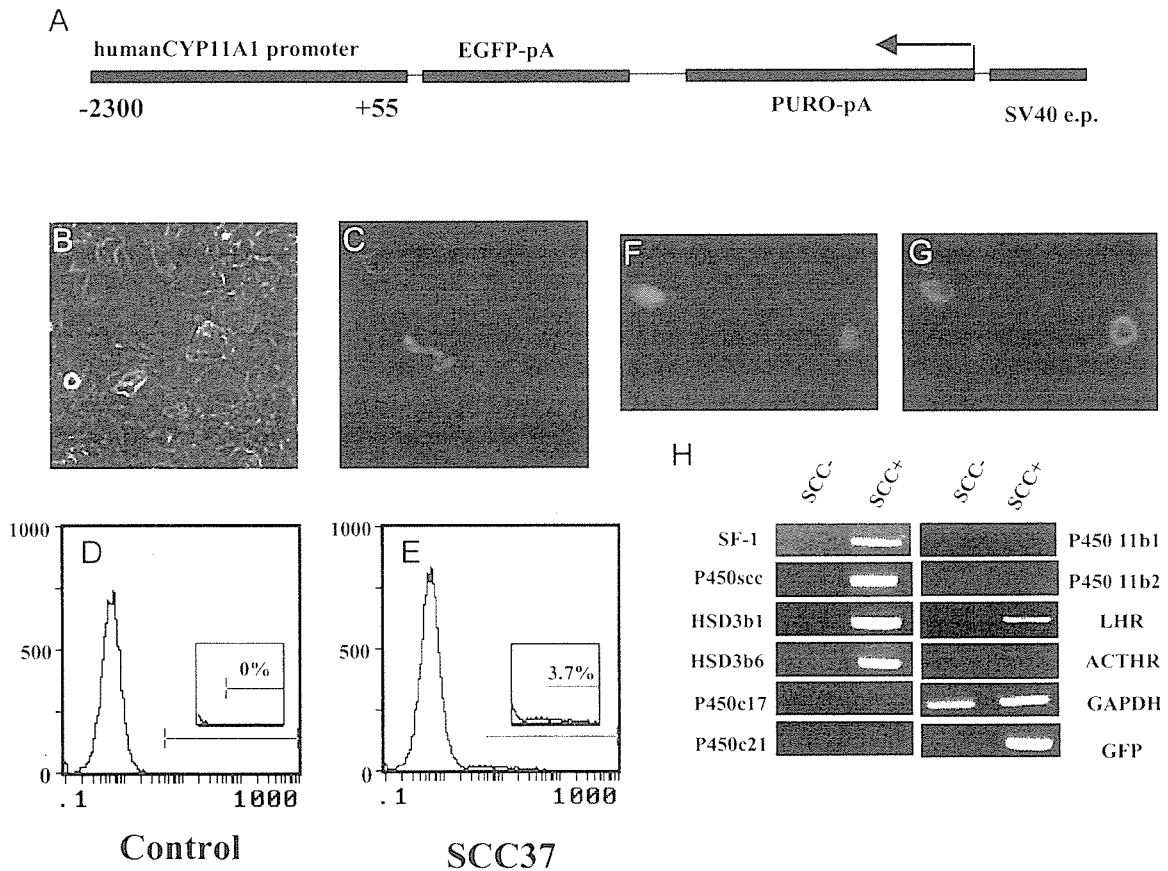 A
humanCYP11A1 promoter
EGFP-pA
-2300
+55
PURO-pA
SV40 e.p.
B
C
F
G
H
SCC-
SCC+
SCC-
SCC+
SF-1
P450 11b1
P450scc
P450 11b2
HSD3b1
LHR
HSD3b6
ACTHR
P450c17
GAPDH
P450c21
GFP
1000
D
500
0%
0
.1
1000
Control
1000
E
500
3.7%
0
.1
1000
SCC37